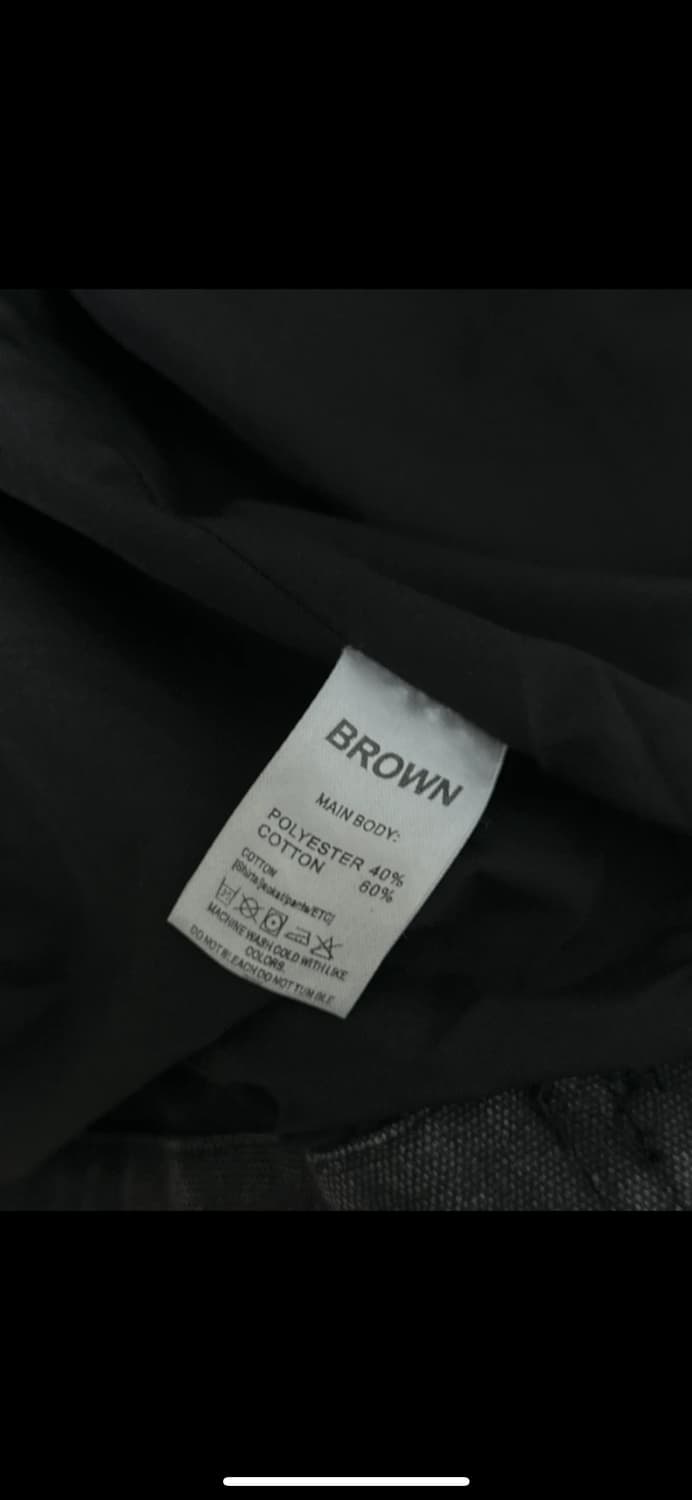 BROWN
MAIN BODY:
POLYESTER 40%
COTTON 60%
COTTON
MACHINE WASH COLD WITH LIKE
COLORS.
DO NOT BLEACH DO NOT TUMBLE